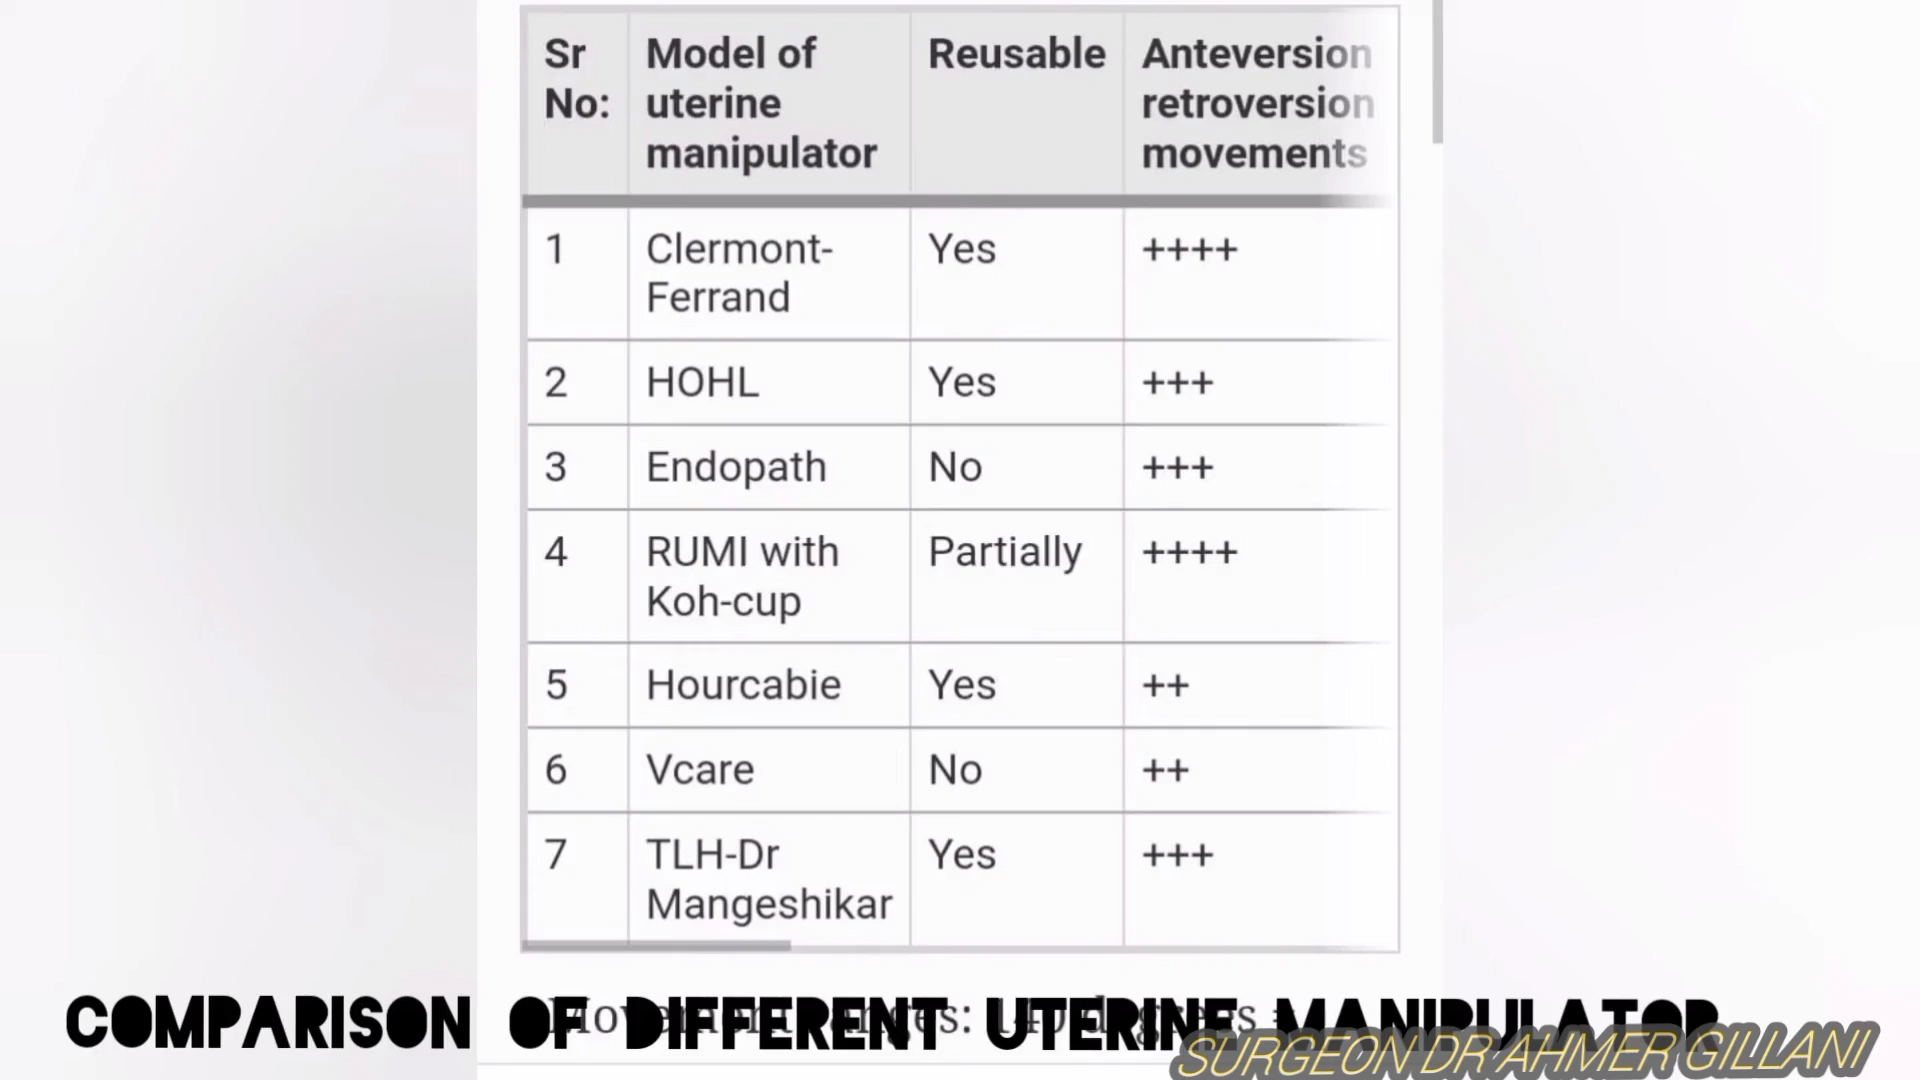 Sr No: Model of uterine manipulator Reusable Anteversion retroversion movements
1 Clermont-Ferrand Yes ++++
2 HOHL Yes +++
3 Endopath No +++
4 RUMI with Koh-cup Partially ++++
5 Hourcabie Yes ++
6 Vcare No ++
7 TLH-Dr Mangeshikar Yes +++
COMPARISON OF DIFFERENT UTERINE MANIPULATOR
SURGEON DR AHMER GILLANI